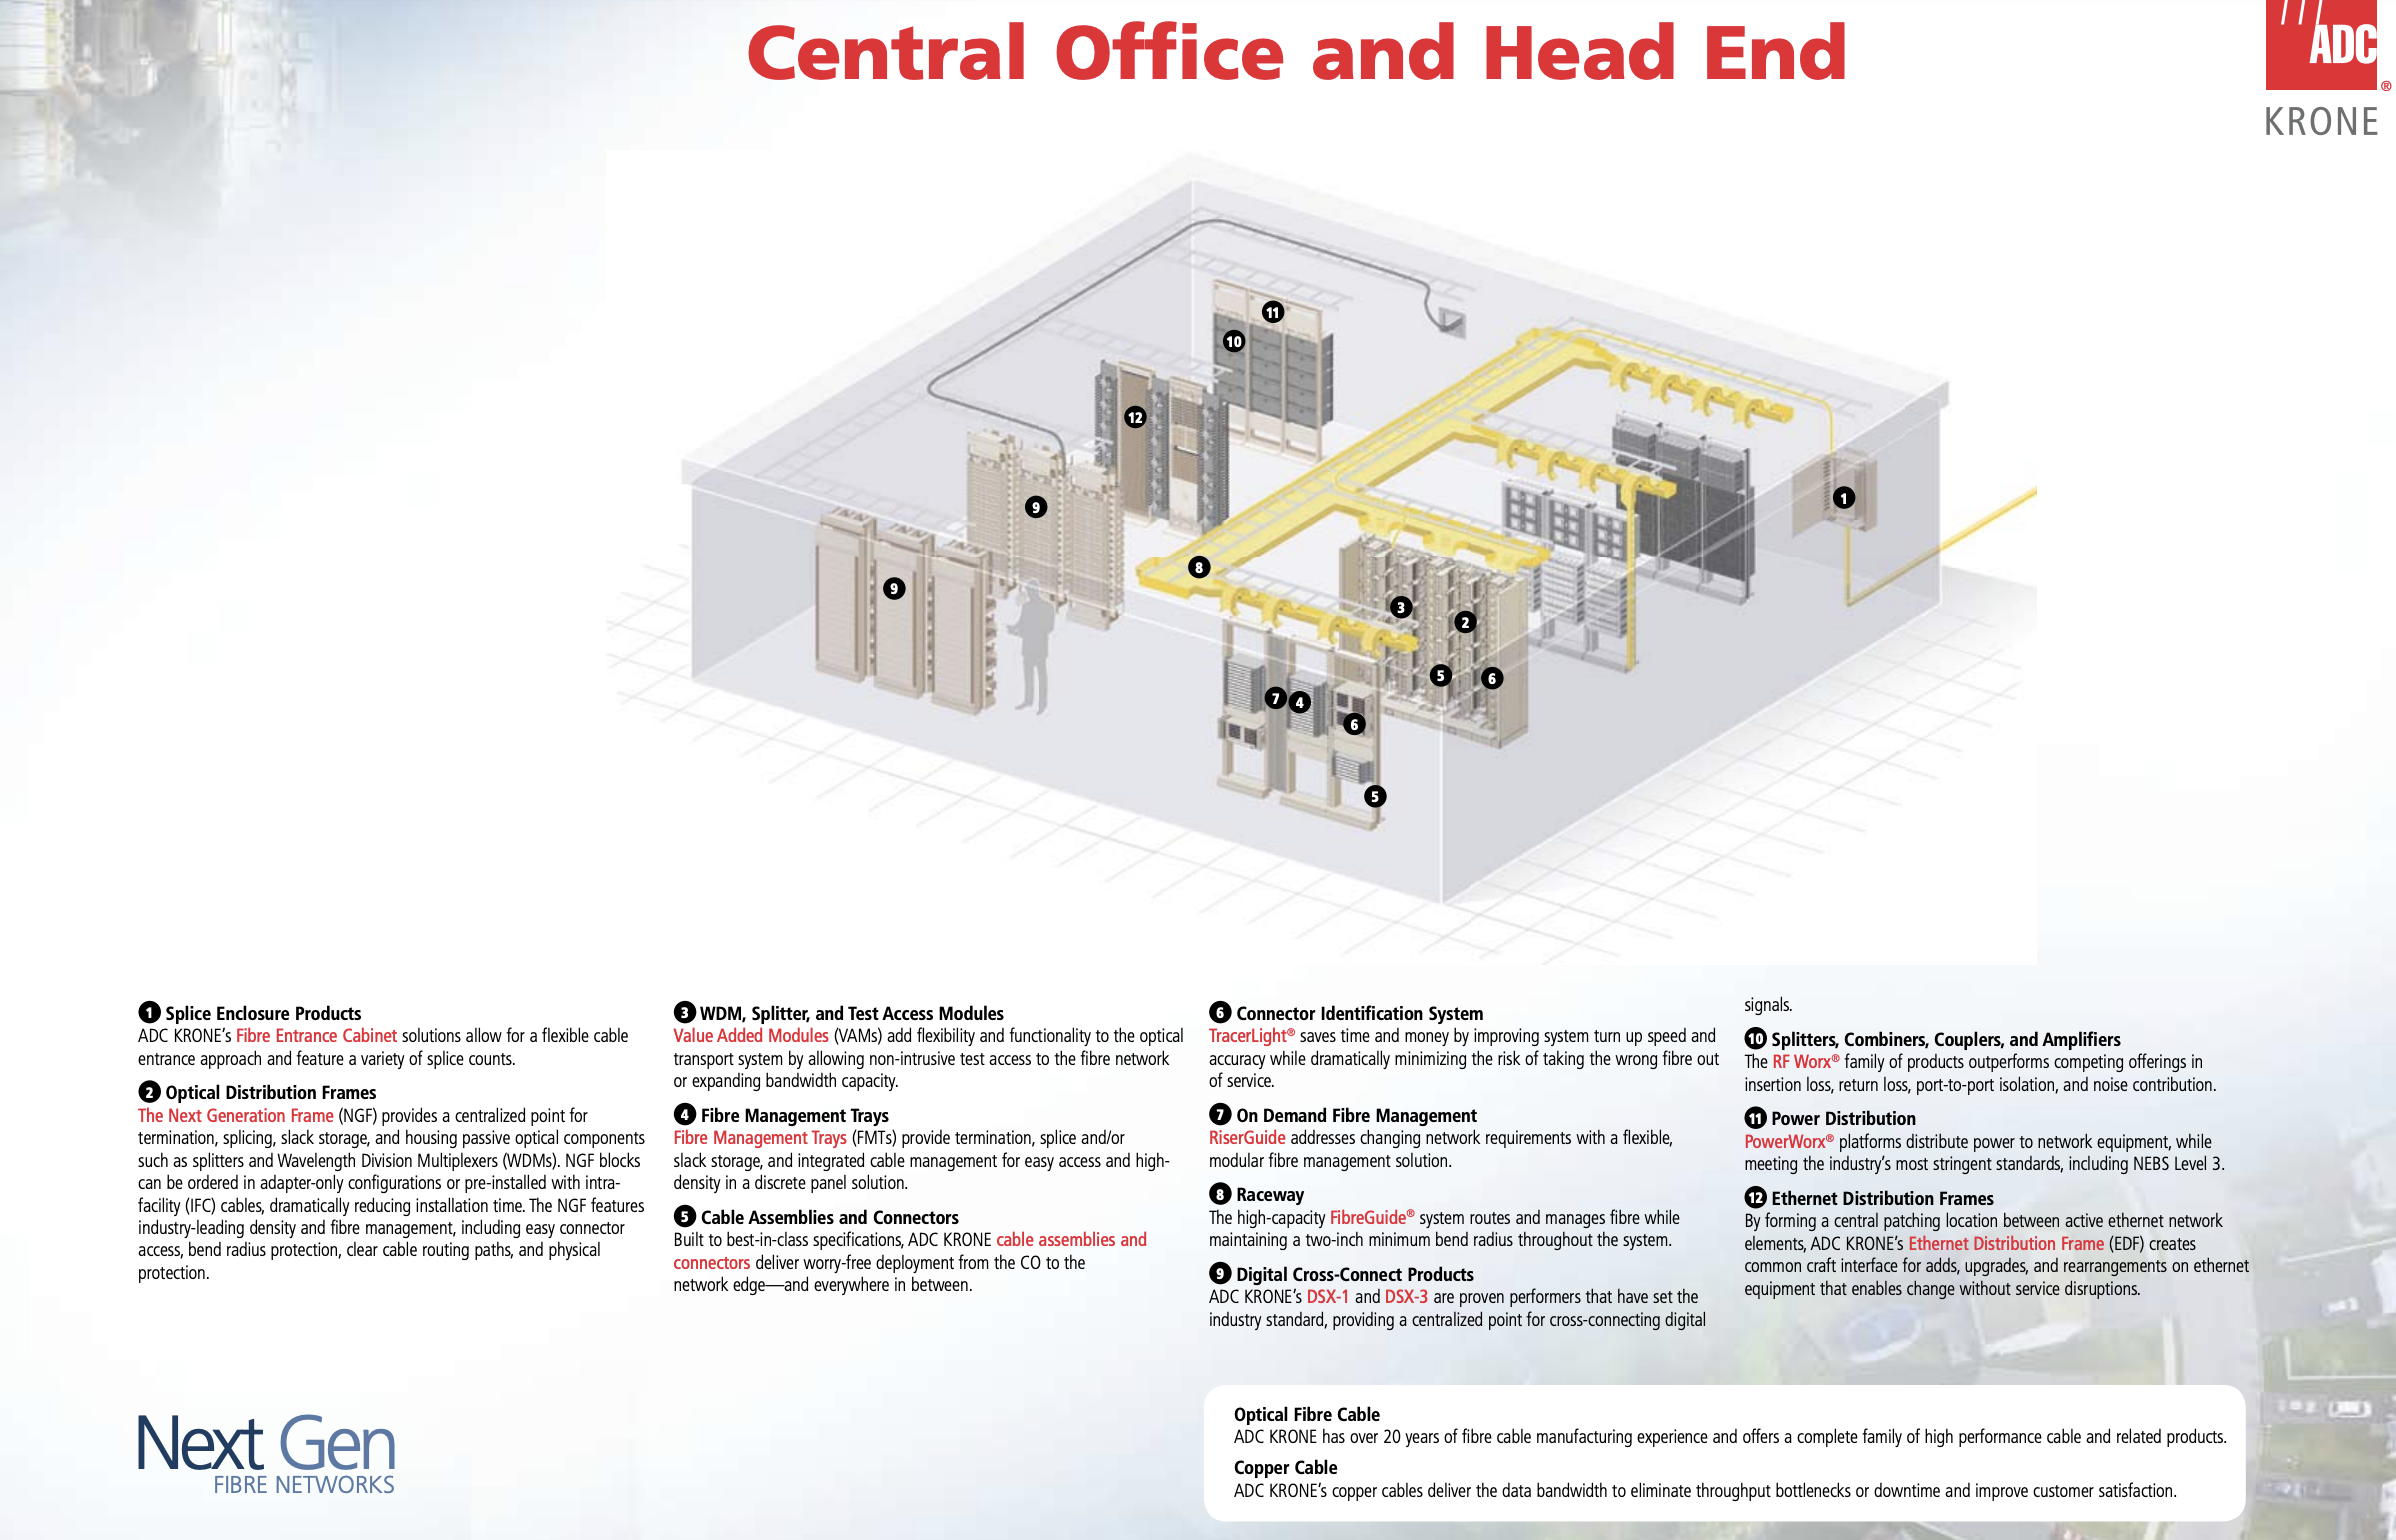 Central Office and Head End
ADC
®
KRONE
11
10
12
9
1
8
9
3
2
5
6
7
4
6
5
1 Splice Enclosure Products
ADC KRONE’s Fibre Entrance Cabinet solutions allow for a flexible cable
entrance approach and feature a variety of splice counts.
2 Optical Distribution Frames
The Next Generation Frame (NGF) provides a centralized point for
termination, splicing, slack storage, and housing passive optical components
such as splitters and Wavelength Division Multiplexers (WDMs). NGF blocks
can be ordered in adapter-only configurations or pre-installed with intra-
facility (IFC) cables, dramatically reducing installation time. The NGF features
industry-leading density and fibre management, including easy connector
access, bend radius protection, clear cable routing paths, and physical
protection.
3 WDM, Splitter, and Test Access Modules
Value Added Modules (VAMs) add flexibility and functionality to the optical
transport system by allowing non-intrusive test access to the fibre network
or expanding bandwidth capacity.
4 Fibre Management Trays
Fibre Management Trays (FMTs) provide termination, splice and/or
slack storage, and integrated cable management for easy access and high-
density in a discrete panel solution.
5 Cable Assemblies and Connectors
Built to best-in-class specifications, ADC KRONE cable assemblies and
connectors deliver worry-free deployment from the CO to the
network edge—and everywhere in between.
6 Connector Identification System
TracerLight® saves time and money by improving system turn up speed and
accuracy while dramatically minimizing the risk of taking the wrong fibre out
of service.
7 On Demand Fibre Management
RiserGuide addresses changing network requirements with a flexible,
modular fibre management solution.
8 Raceway
The high-capacity FibreGuide® system routes and manages fibre while
maintaining a two-inch minimum bend radius throughout the system.
9 Digital Cross-Connect Products
ADC KRONE’s DSX-1 and DSX-3 are proven performers that have set the
industry standard, providing a centralized point for cross-connecting digital
signals.
10 Splitters, Combiners, Couplers, and Amplifiers
The RF Worx® family of products outperforms competing offerings in
insertion loss, return loss, port-to-port isolation, and noise contribution.
11 Power Distribution
PowerWorx® platforms distribute power to network equipment, while
meeting the industry’s most stringent standards, including NEBS Level 3.
12 Ethernet Distribution Frames
By forming a central patching location between active ethernet network
elements, ADC KRONE’s Ethernet Distribution Frame (EDF) creates
common craft interface for adds, upgrades, and rearrangements on ethernet
equipment that enables change without service disruptions.
Next Gen
FIBRE NETWORKS
Optical Fibre Cable
ADC KRONE has over 20 years of fibre cable manufacturing experience and offers a complete family of high performance cable and related products.
Copper Cable
ADC KRONE’s copper cables deliver the data bandwidth to eliminate throughput bottlenecks or downtime and improve customer satisfaction.